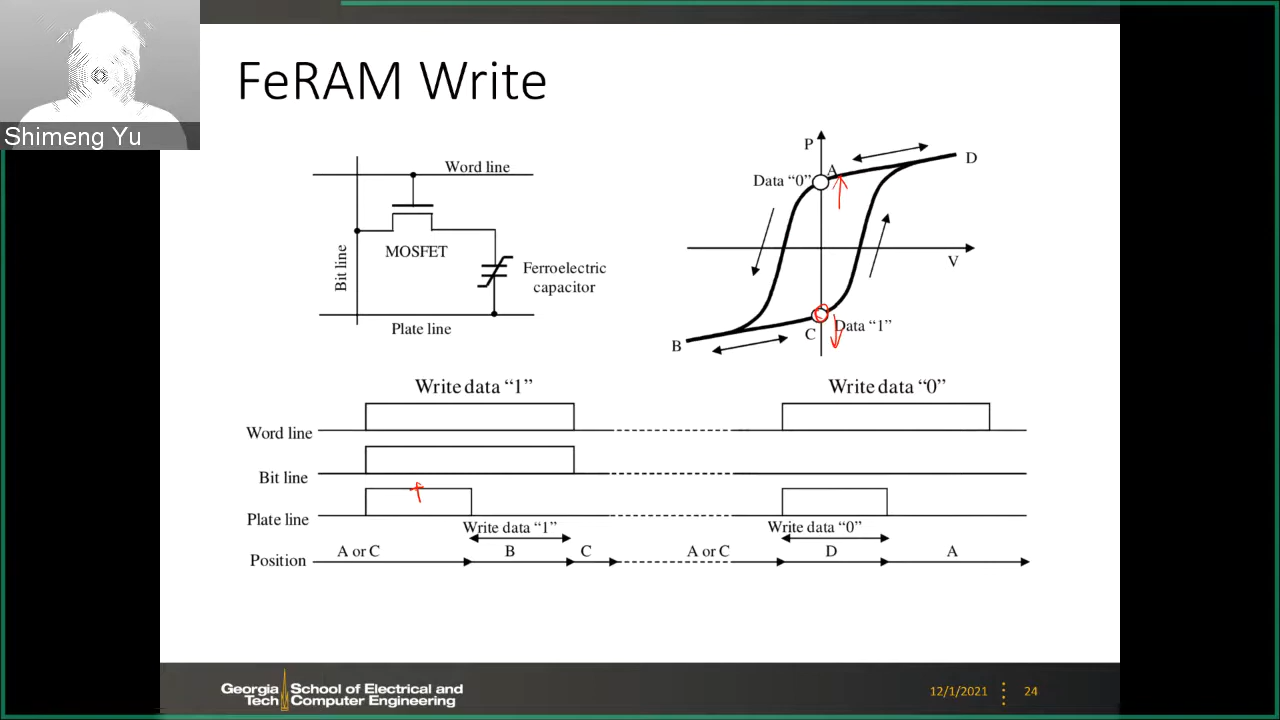 Shimeng Yu
FeRAM Write
Word line
MOSFET
Bit line
Ferroelectric
capacitor
Plate line
P
A
D
Data “0”
V
Data “1”
C
B
Write data “1”
Write data “0”
Word line
Bit line
Plate line
Write data “1”
Write data “0”
Position
A or C
B
C
A or C
D
A
Georgia Tech
School of Electrical and
Computer Engineering
12/1/2021
24